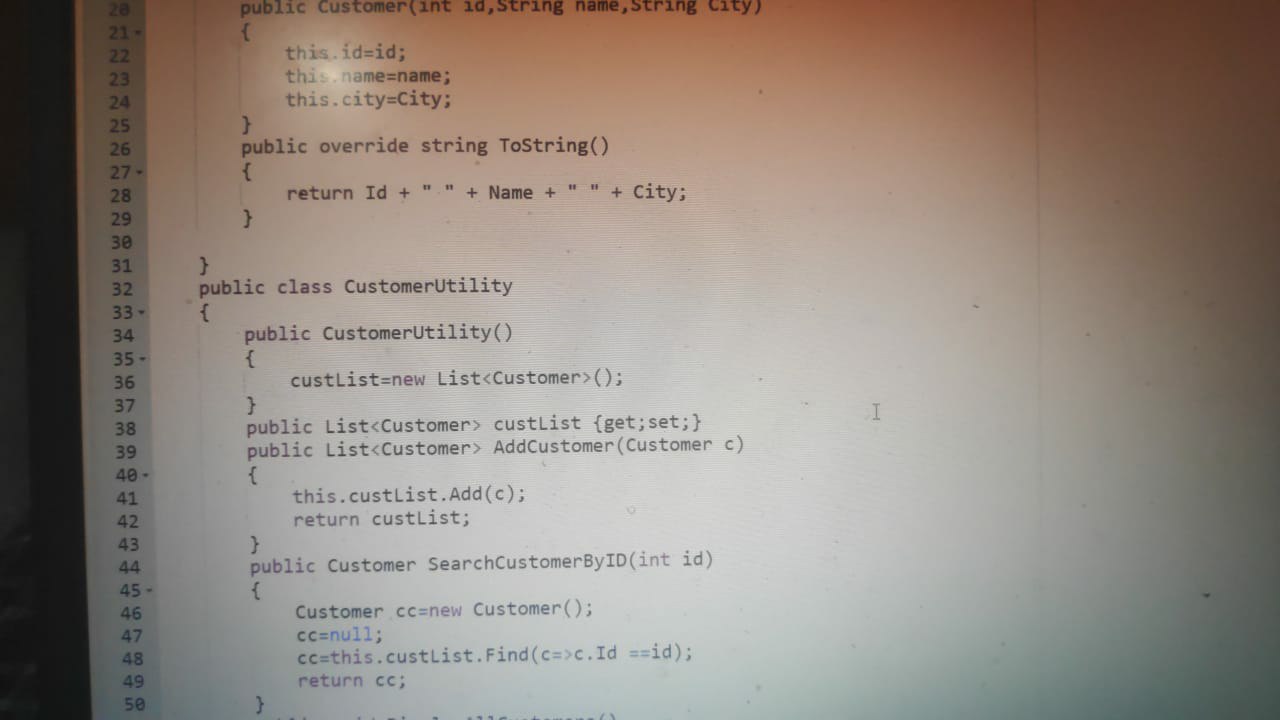 20 public Customer(int id,String name,String City)
21 {
22 this.id=id;
23 this.name=name;
24 this.city=City;
25 }
26 public override string ToString()
27 {
28 return Id + " " + Name + " " + City;
29 }
30
31 }
32 public class CustomerUtility
33 {
34 public CustomerUtility()
35 {
36 custList=new List<Customer>();
37 }
38 public List<Customer> custList {get;set;}
39 public List<Customer> AddCustomer(Customer c)
40 {
41 this.custList.Add(c);
42 return custList;
43 }
44 public Customer SearchCustomerByID(int id)
45 {
46 Customer cc=new Customer();
47 cc=null;
48 cc=this.custList.Find(c=>c.Id ==id);
49 return cc;
50 }